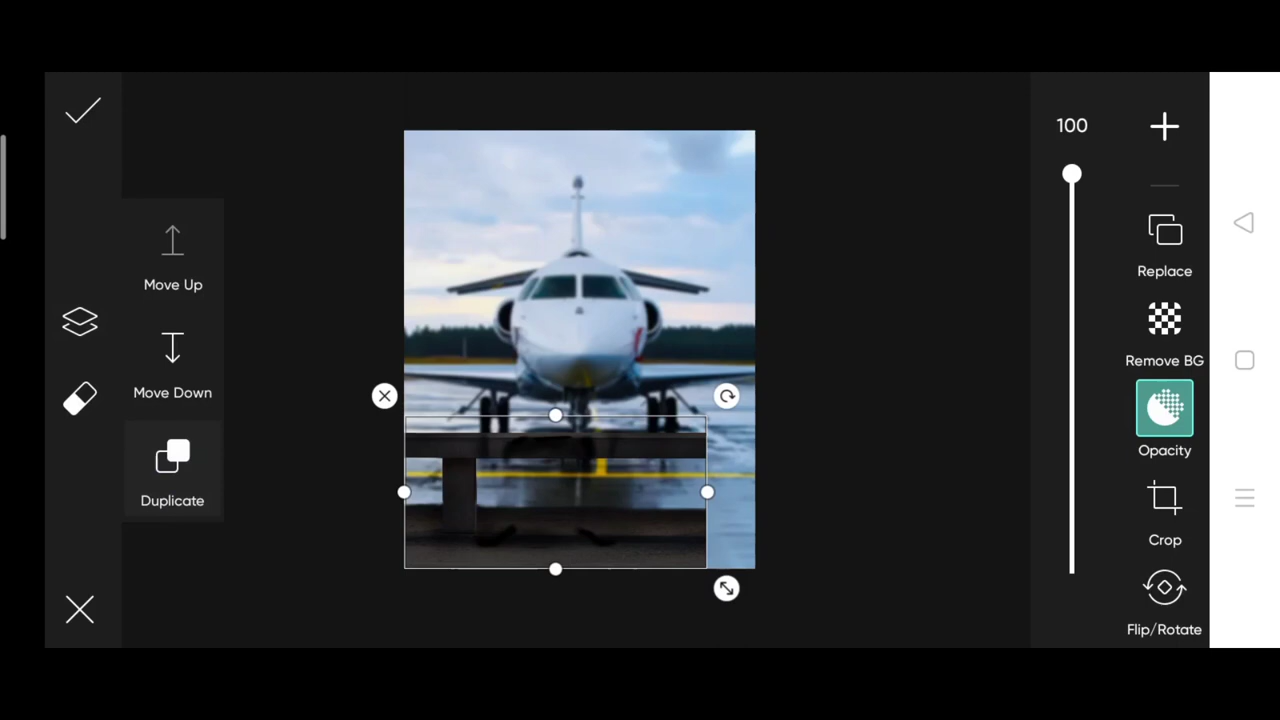 100
Move Up
Move Down
Duplicate
Replace
Remove BG
Opacity
Crop
Flip/Rotate